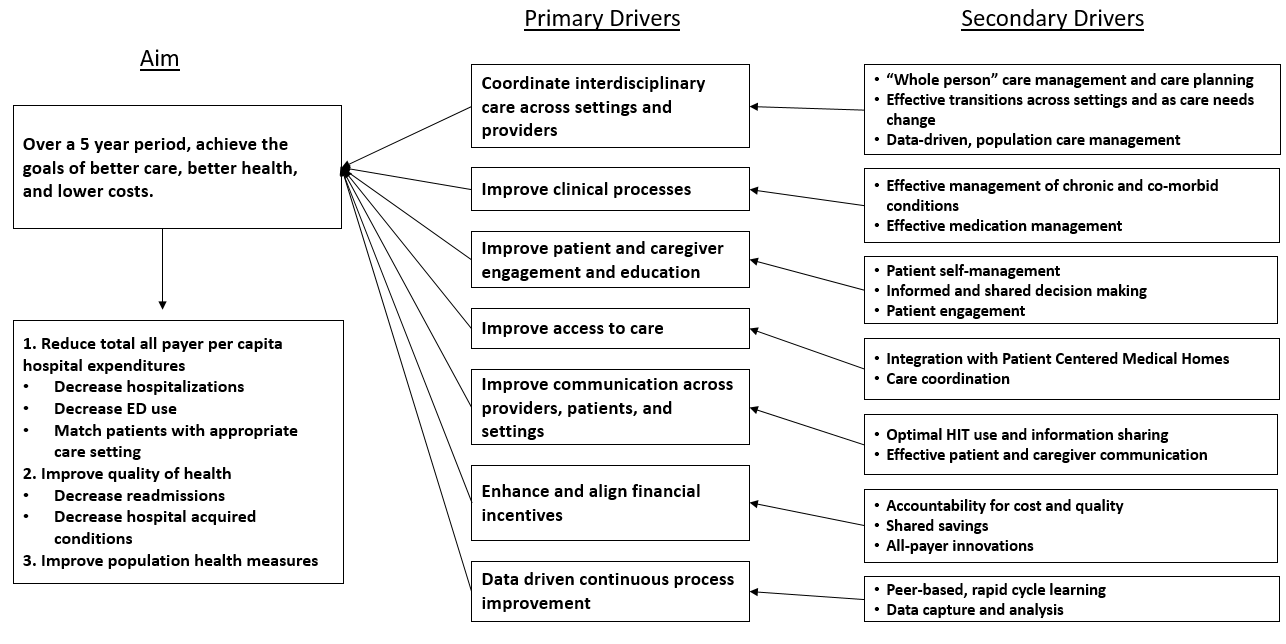 Aim
Over a 5 year period, achieve the
goals of better care, better health,
and lower costs.
1. Reduce total all payer per capita
hospital expenditures
• Decrease hospitalizations
• Decrease ED use
• Match patients with appropriate
care setting
2. Improve quality of health
• Decrease readmissions
• Decrease hospital acquired
conditions
3. Improve population health measures
Primary Drivers
Coordinate interdisciplinary
care across settings and
providers
Improve clinical processes
Improve patient and caregiver
engagement and education
Improve access to care
Improve communication across
providers, patients, and
settings
Enhance and align financial
incentives
Data driven continuous process
improvement
Secondary Drivers
• “Whole person” care management and care planning
• Effective transitions across settings and as care needs
change
• Data-driven, population care management
• Effective management of chronic and co-morbid
conditions
• Effective medication management
• Patient self-management
• Informed and shared decision making
• Patient engagement
• Integration with Patient Centered Medical Homes
• Care coordination
• Optimal HIT use and information sharing
• Effective patient and caregiver communication
• Accountability for cost and quality
• Shared savings
• All-payer innovations
• Peer-based, rapid cycle learning
• Data capture and analysis